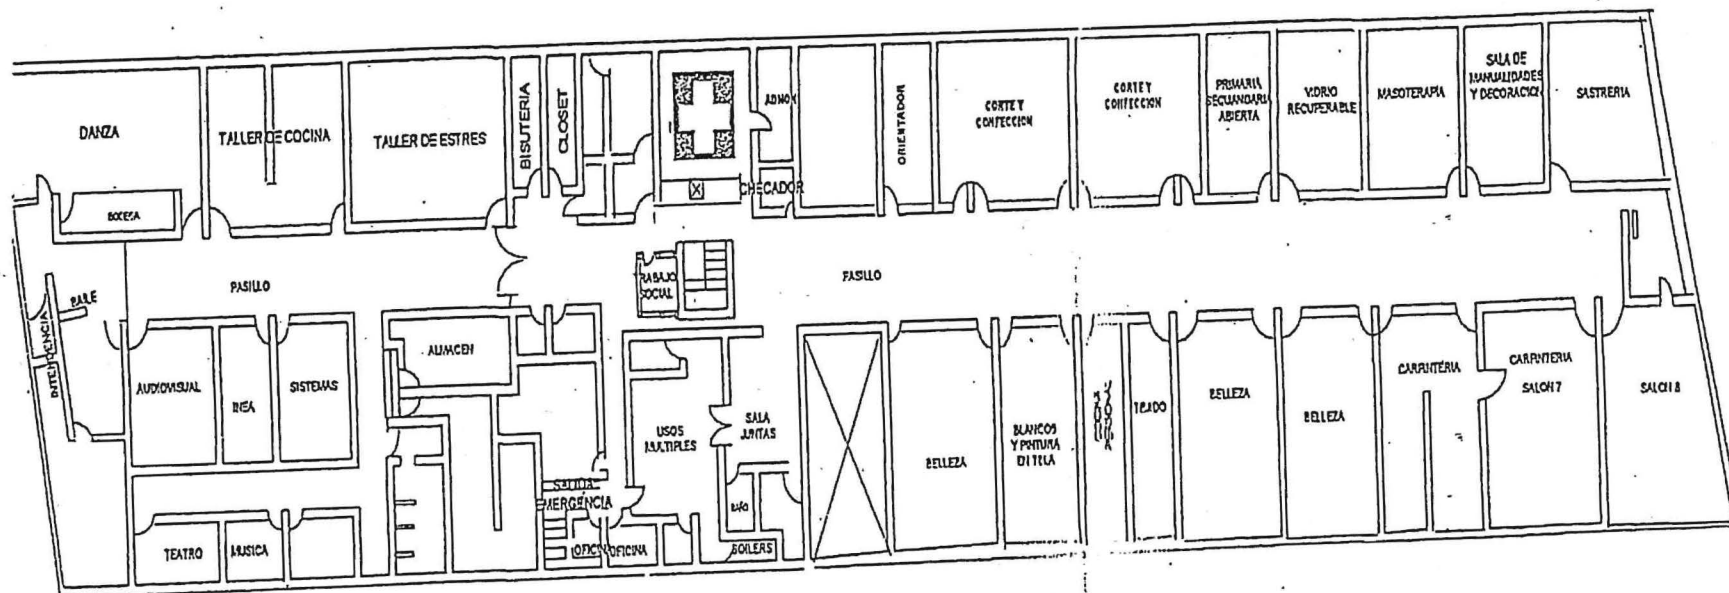 DANZA
TALLER DE COCINA
TALLER DE ESTRES
BISUTERIA
CLOSET
ADMON
CHECADOR
ORIENTADOR
CORTE Y
CONFECCION
CORTE Y
CONFECCION
PRIMARIA
SECUANDARIA
ABIERTA
VIDRIO
RECUPERABLE
MASOTERAPIA
SALA DE
MANUALIDADES
Y DECORACION
SASTRERIA
BODEGA
PASILLO
TRABAJO
SOCIAL
PASILLO
INTENDENCIA
AUDIOVISUAL
INEA
SISTEMAS
ALMACEN
USOS
MULTIPLES
SALA
JUNTAS
BELLEZA
BLANCOS
Y PINTURA
EN TELA
TEJIDO
BELLEZA
BELLEZA
CARPINTERIA
CARPINTERIA
SALON 7
SALON 8
SALIDA
EMERGENCIA
BAÑO
TEATRO
MUSICA
OFICINA
OFICINA
BOILERS